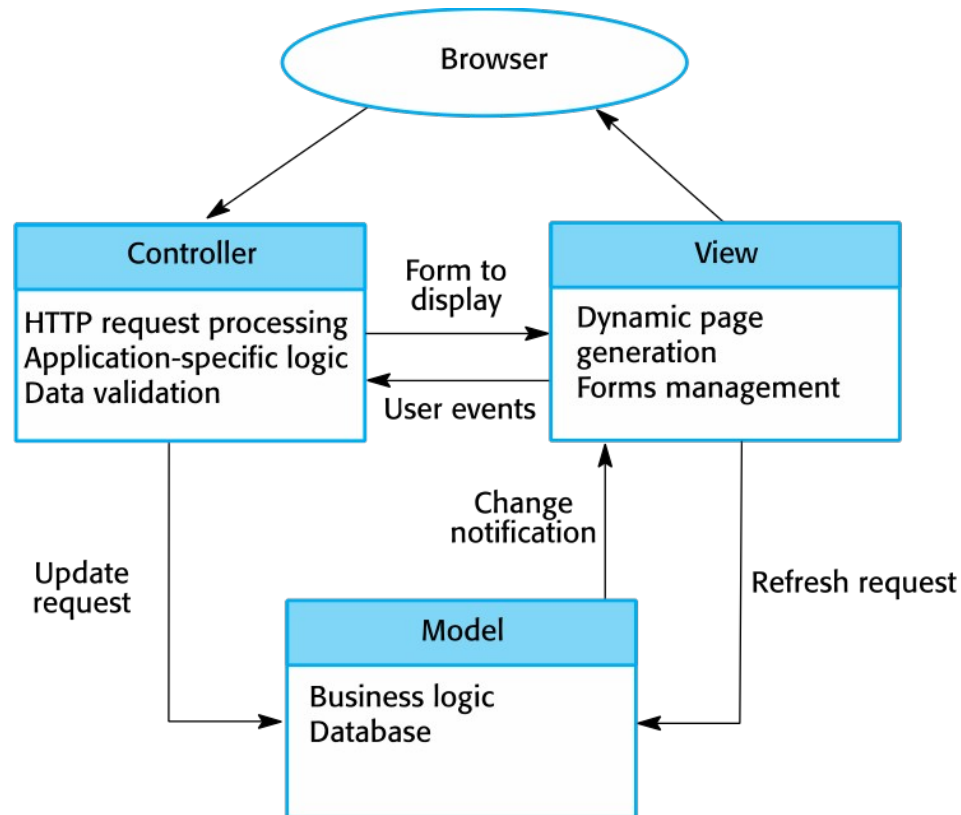 Browser
Controller
HTTP request processing
Application-specific logic
Data validation
Form to
display
User events
View
Dynamic page
generation
Forms management
Update
request
Change
notification
Refresh request
Model
Business logic
Database